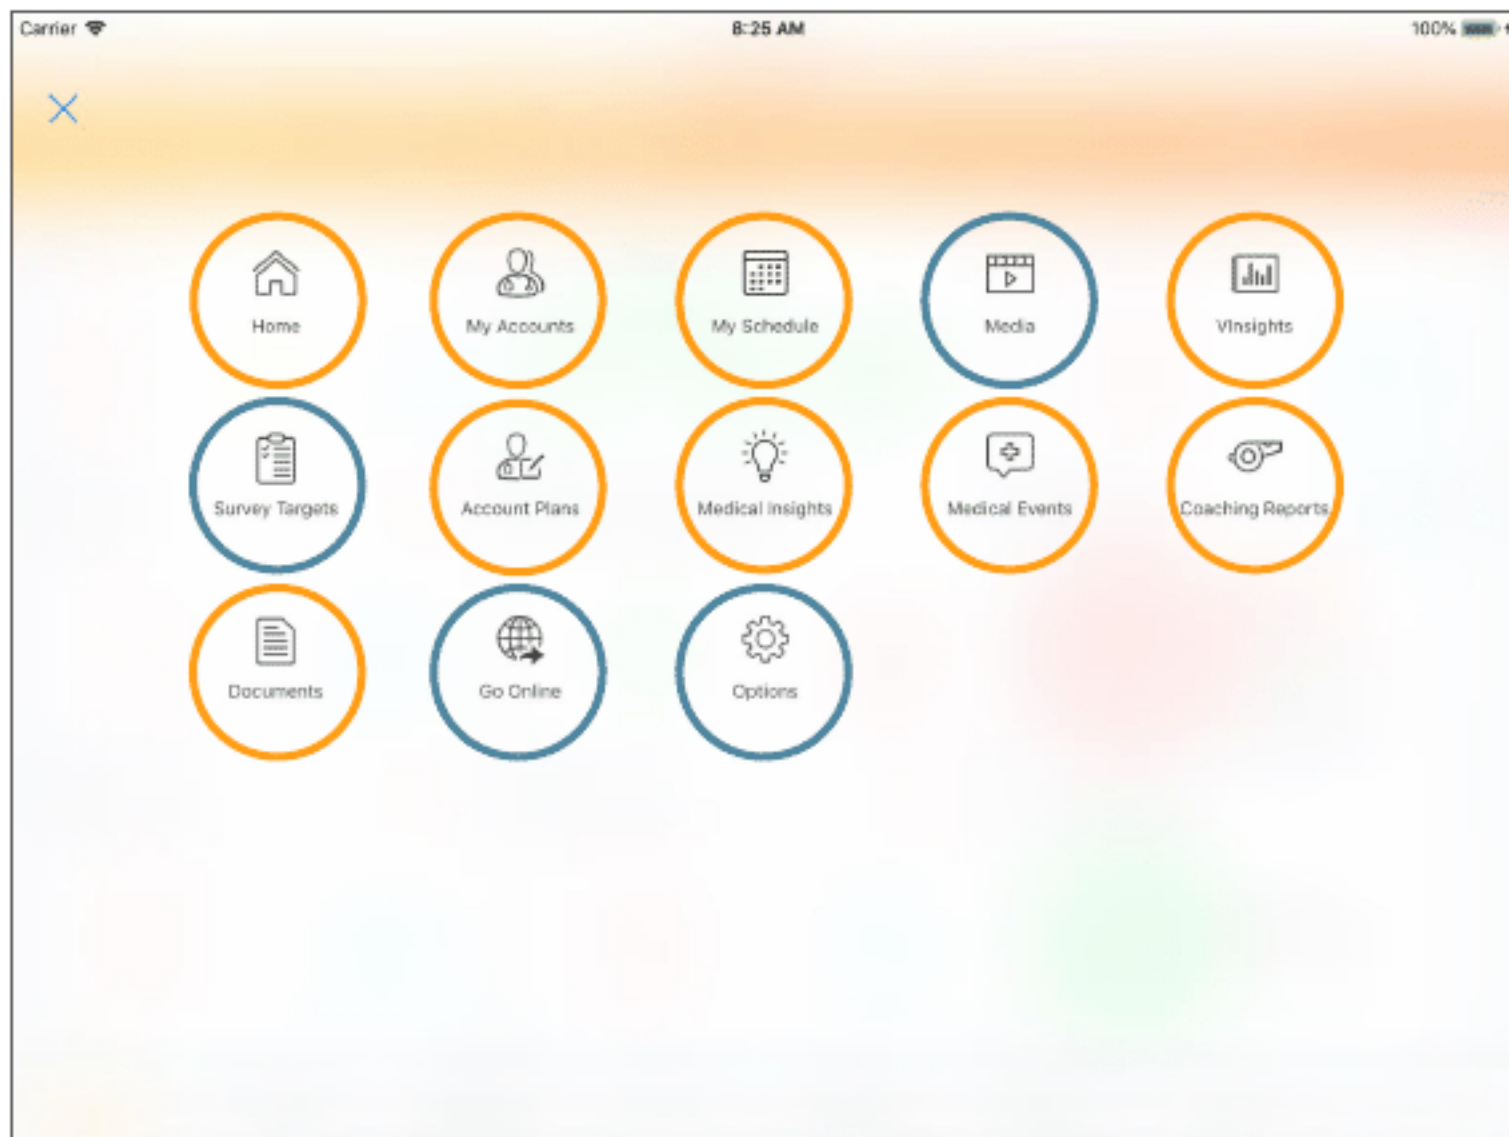 Carrier
8:25 AM
100%
Home
My Accounts
My Schedule
Media
VInsights
Survey Targets
Account Plans
Medical Insights
Medical Events
Coaching Reports
Documents
Go Online
Options